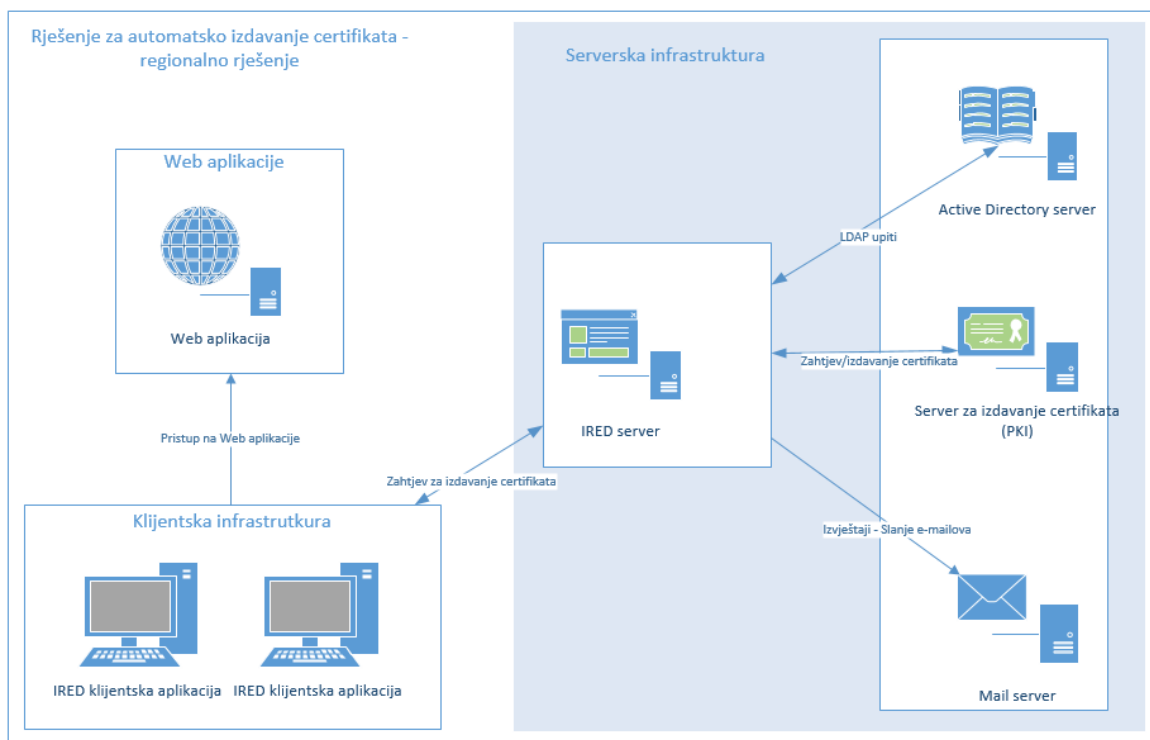 Rješenje za automatsko izdavanje certifikata -
regionalno rješenje
Serverska infrastruktura
Web aplikacije
Web aplikacija
Pristup na Web aplikacije
Klijentska infrastrutkura
IRED klijentska aplikacija
IRED klijentska aplikacija
Zahtjev za izdavanje certifikata
IRED server
LDAP upiti
Active Directory server
Zahtjev/izdavanje certifikata
Server za izdavanje certifikata
(PKI)
Izvještaji - Slanje e-mailova
Mail server